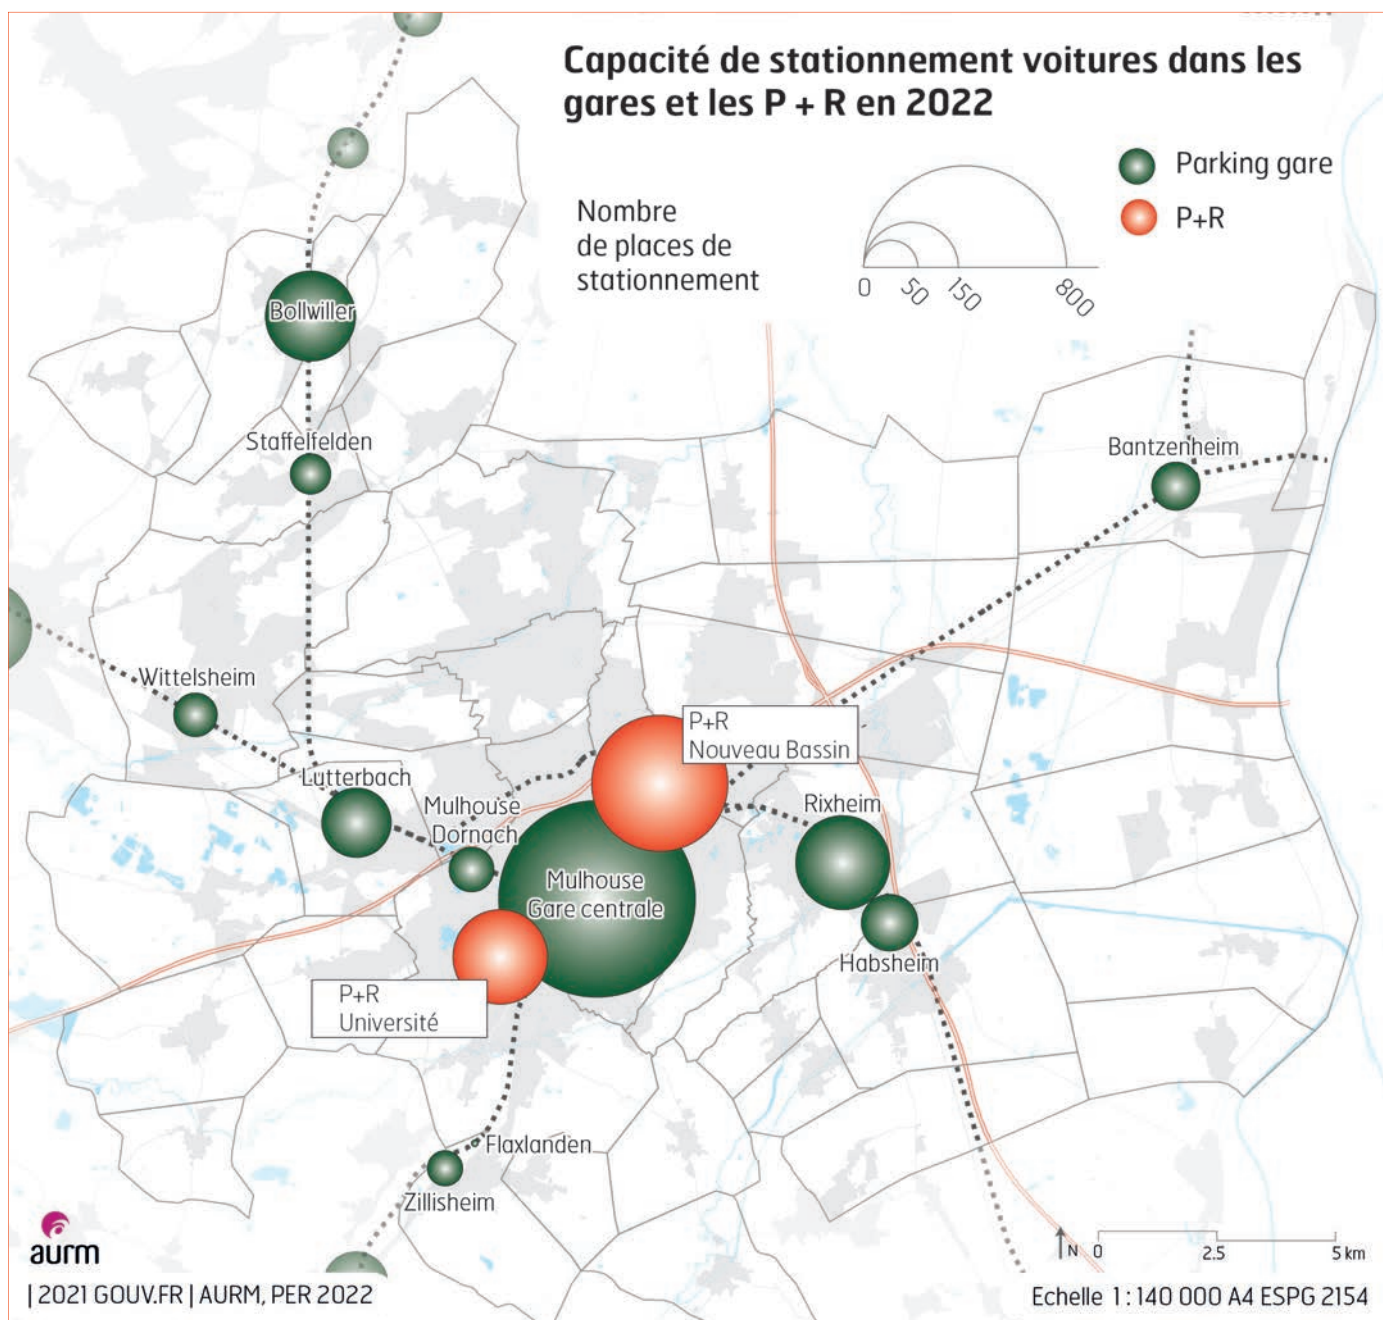 Capacité de stationnement voitures dans les
gares et les P + R en 2022
Parking gare
P+R
Nombre
de places de
stationnement
0
50
150
800
Bollwiller
Staffelfelden
Bantzenheim
Wittelsheim
P+R
Nouveau Bassin
Lutterbach
Mulhouse
Dornach
Rixheim
Mulhouse
Gare centrale
Habsheim
P+R
Université
Flaxlanden
Zillisheim
aurm
N 0 2.5 5 km
| 2021 GOUV.FR | AURM, PER 2022
Echelle 1 : 140 000 A4 ESPG 2154